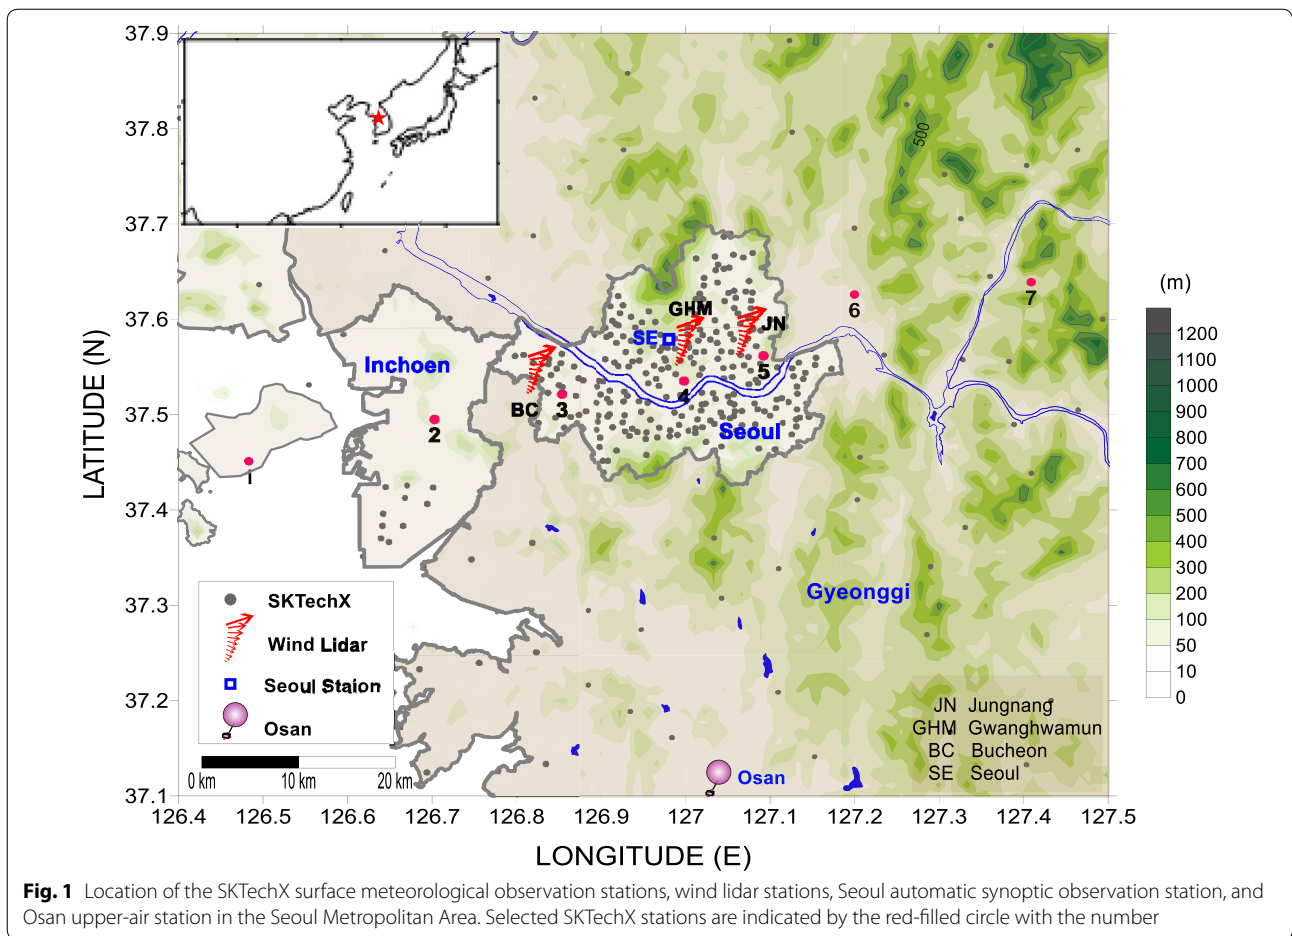 37.9
37.8
37.7
37.6
37.5
37.4
37.3
37.2
37.1
LATITUDE (N)
126.4 126.5 126.6 126.7 126.8 126.9 127 127.1 127.2 127.3 127.4 127.5
LONGITUDE (E)
500
GHM
JN
SE
BC
Inchoen
Seoul
Gyeonggi
Osan
1
2
3
4
5
6
7
SKTechX
Wind Lidar
Seoul Staion
Osan
0 km 10 km 20 km
JN Jungnang
GHM Gwanghwamun
BC Bucheon
SE Seoul
(m)
1200
1100
1000
900
800
700
600
500
400
300
200
100
50
10
0
Fig. 1 Location of the SKTechX surface meteorological observation stations, wind lidar stations, Seoul automatic synoptic observation station, and
Osan upper-air station in the Seoul Metropolitan Area. Selected SKTechX stations are indicated by the red-filled circle with the number